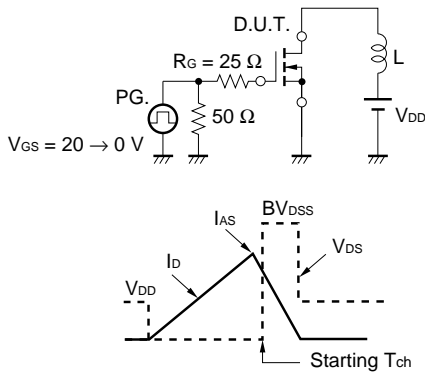 D.U.T.
RG = 25 Ω
L
PG.
50 Ω
VDD
VGS = 20 → 0 V
BVDSS
IAS
ID
VDS
VDD
Starting Tch